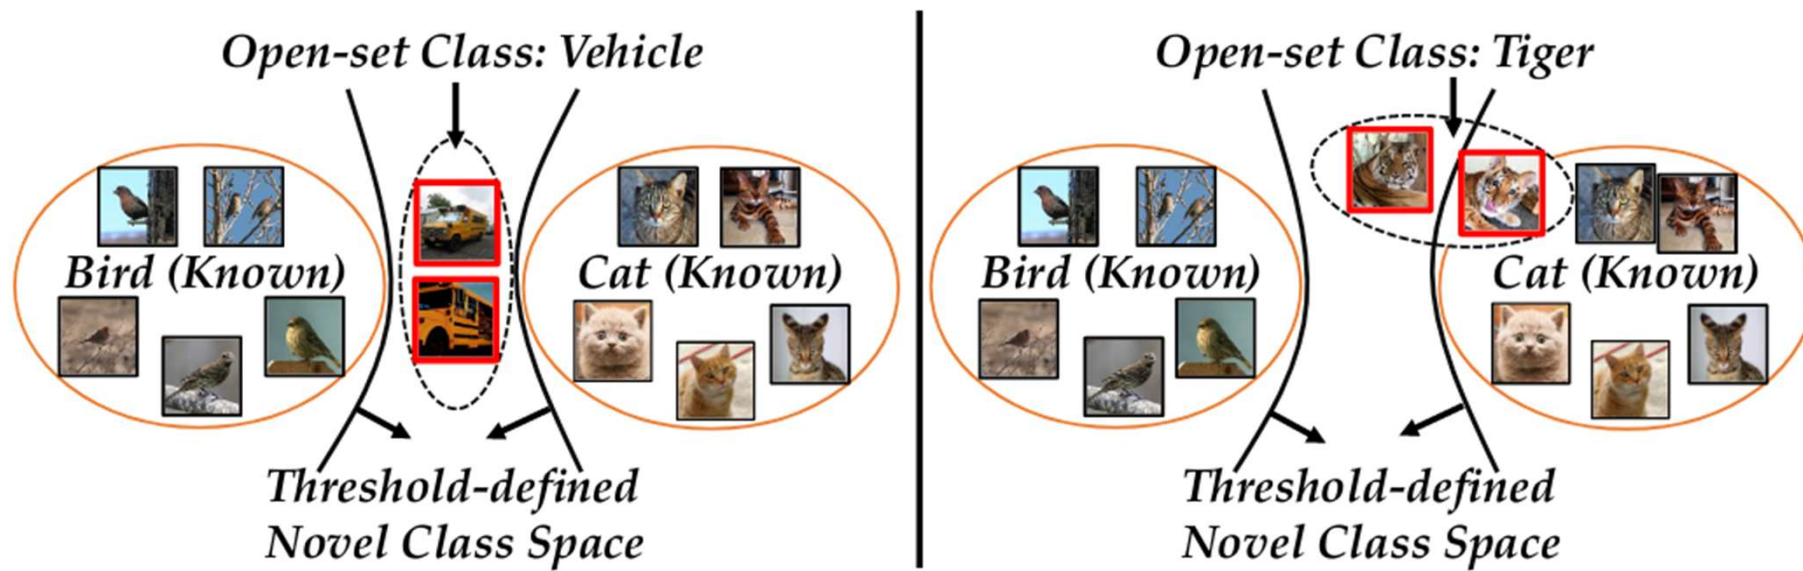 Open-set Class: Vehicle
Bird (Known)
Cat (Known)
Threshold-defined
Novel Class Space
Open-set Class: Tiger
Bird (Known)
Cat (Known)
Threshold-defined
Novel Class Space